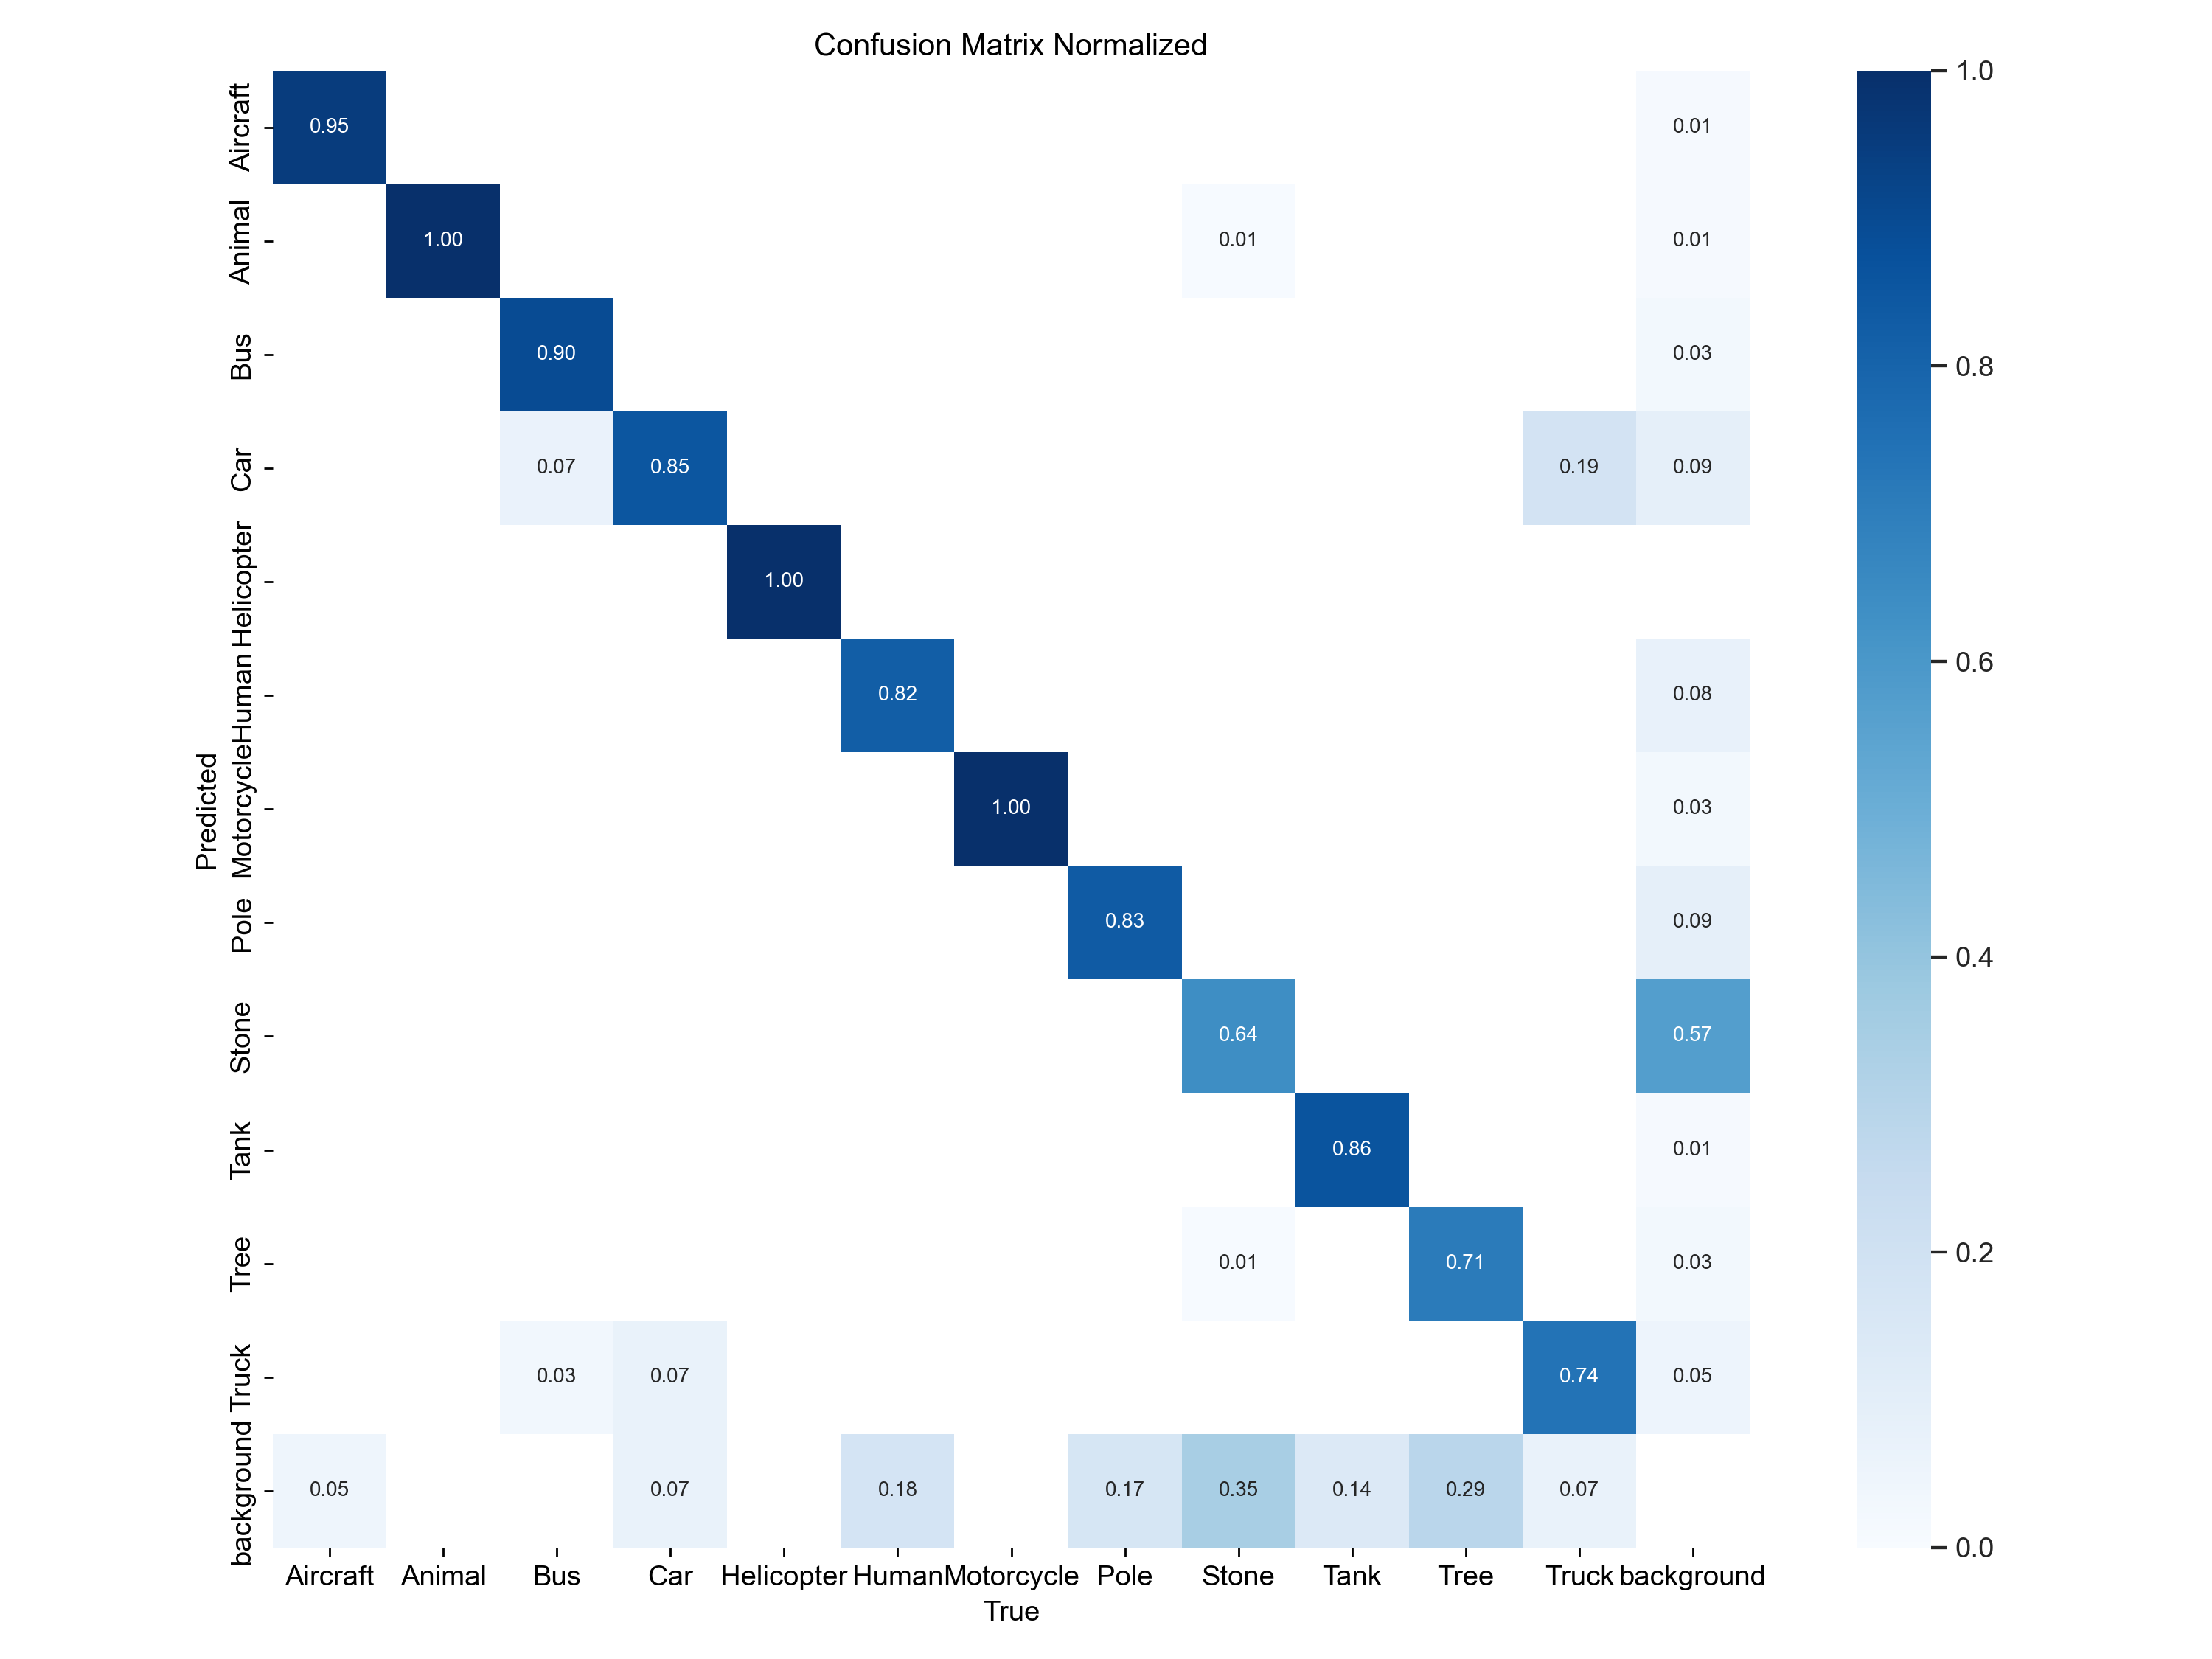 Confusion Matrix Normalized
Aircraft 0.95 0.01
Animal 1.00 0.01 0.01
Bus 0.90 0.03
Car 0.07 0.85 0.19 0.09
Helicopter 1.00
Human 0.82 0.08
Motorcycle 1.00 0.03
Pole 0.83 0.09
Stone 0.64 0.57
Tank 0.86 0.01
Tree 0.01 0.71 0.03
Truck 0.03 0.07 0.74 0.05
background 0.05 0.07 0.18 0.17 0.35 0.14 0.29 0.07
Predicted
Aircraft Animal Bus Car Helicopter Human Motorcycle Pole Stone Tank Tree Truck background
True
1.0
0.8
0.6
0.4
0.2
0.0